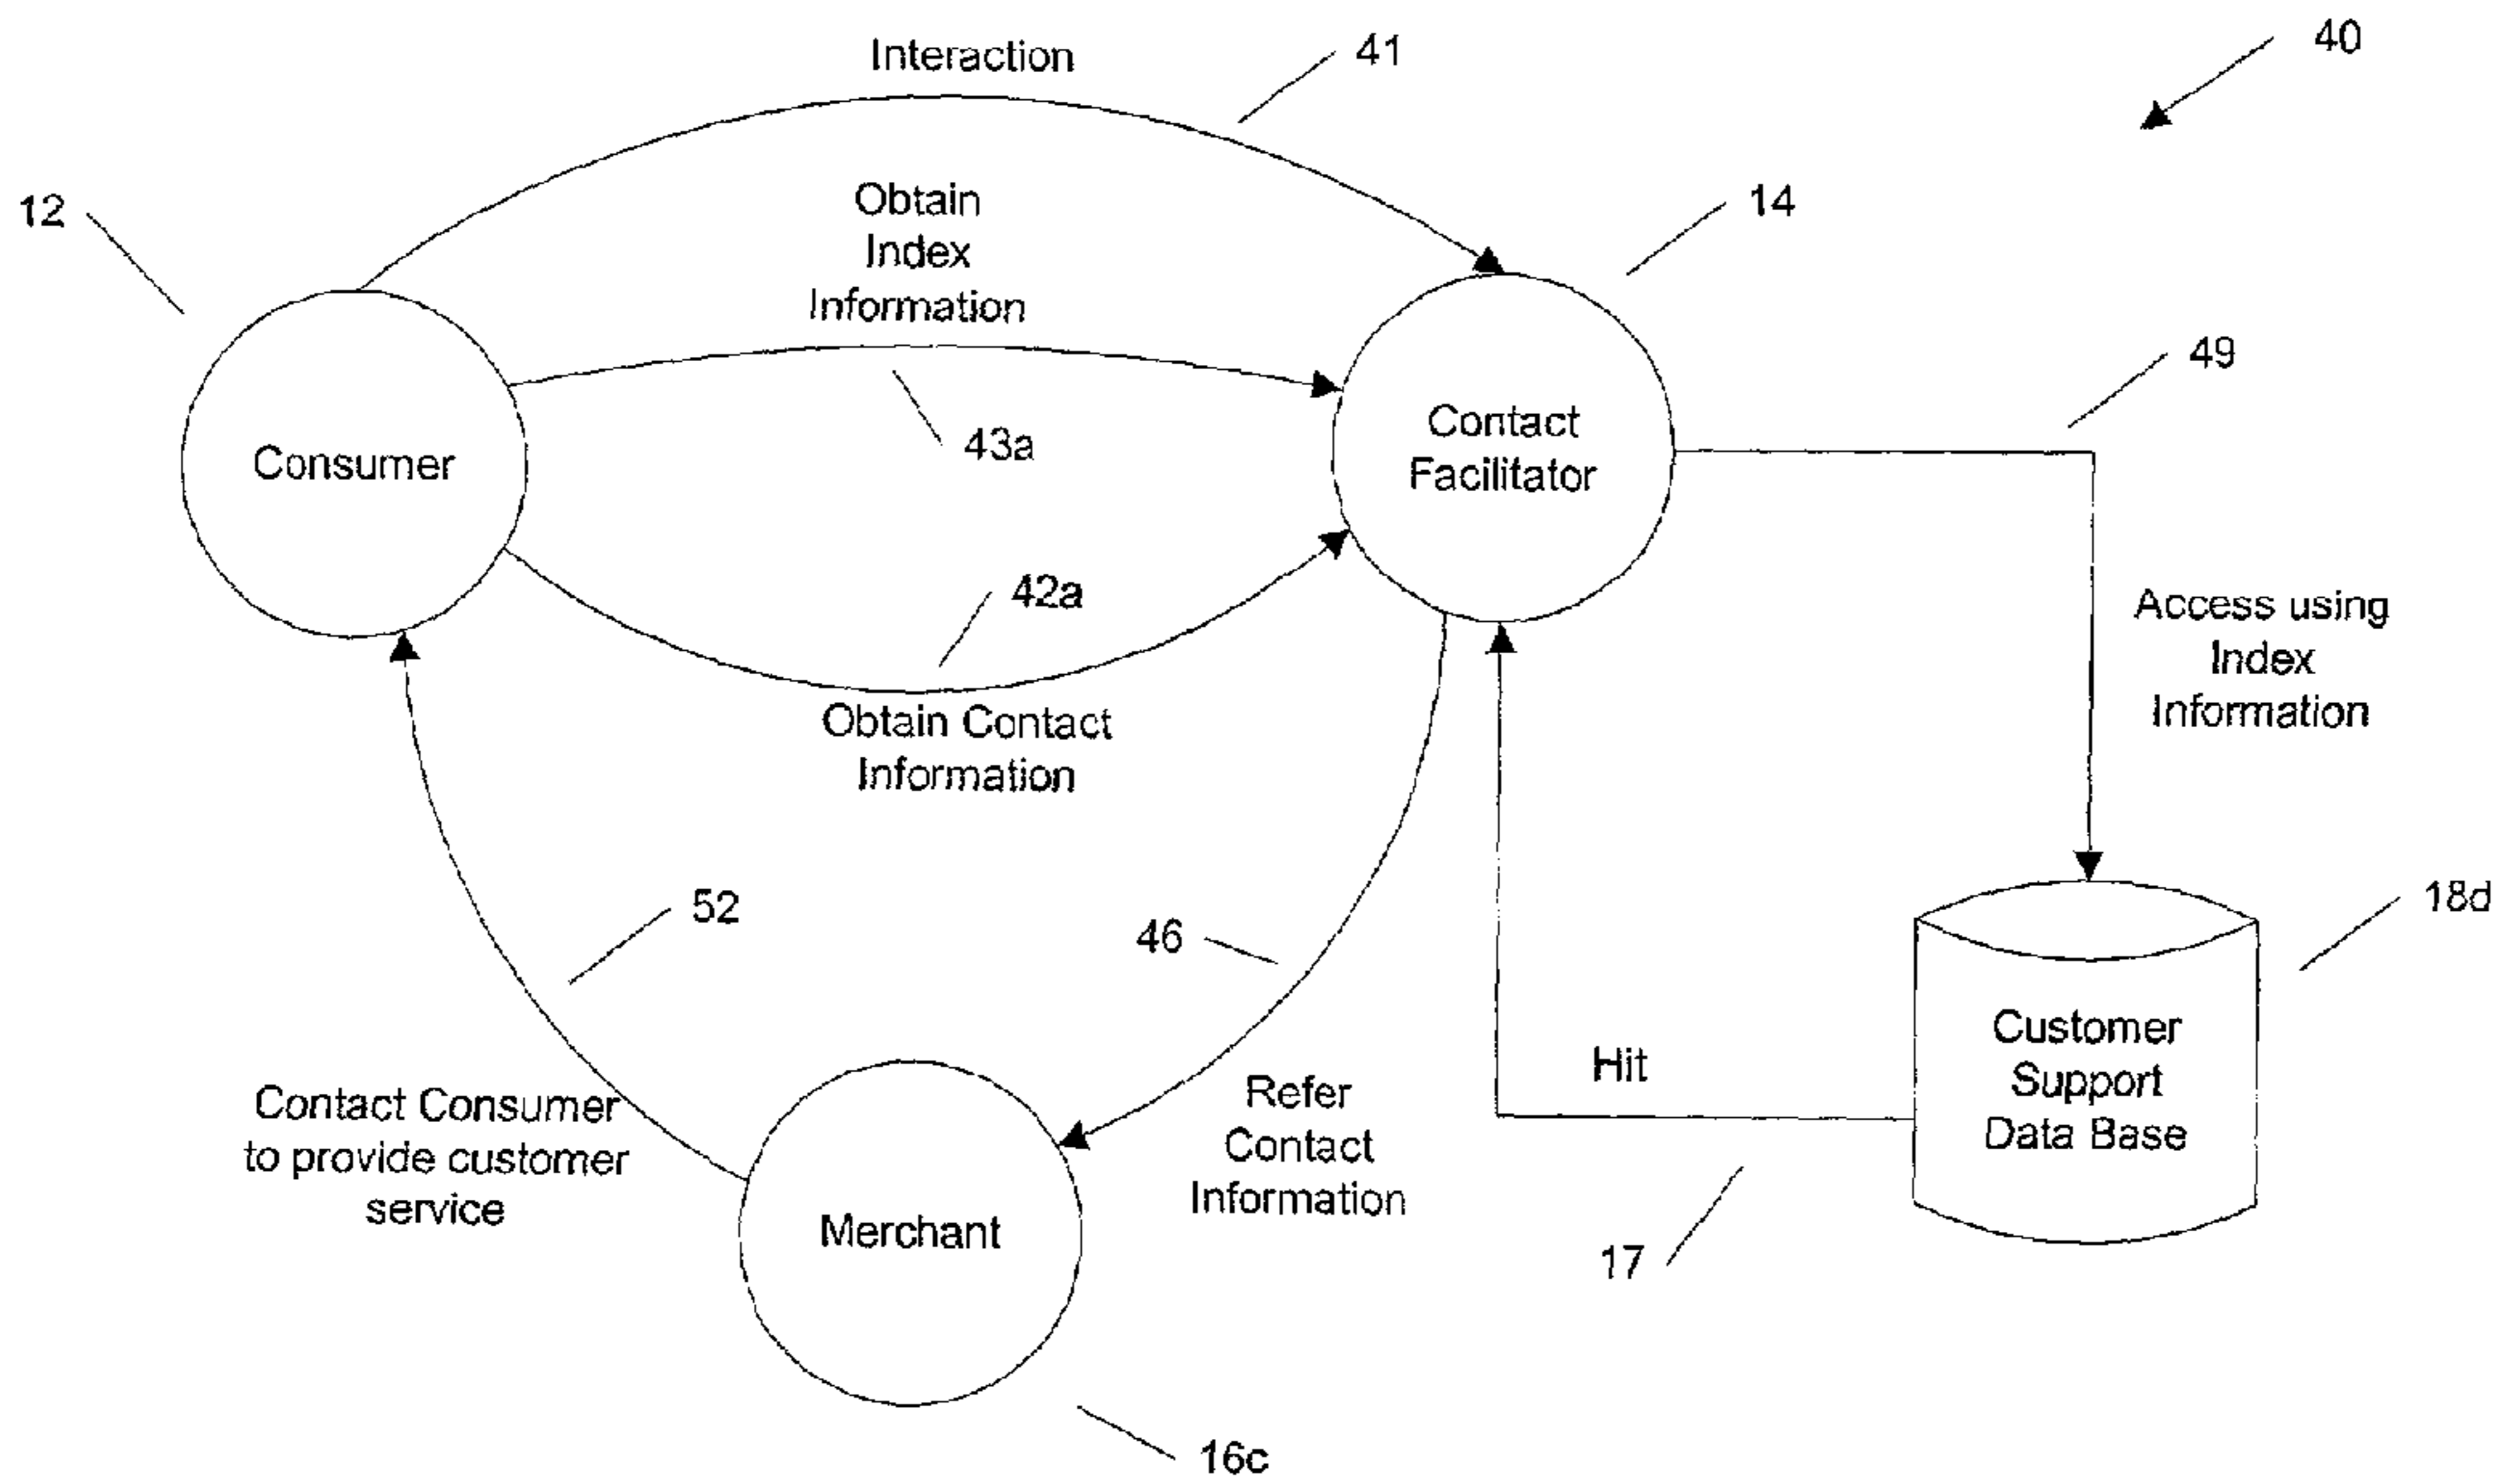 Interaction
41
40
Obtain
Index
Information
12
14
43a
49
Consumer
Contact
Facilitator
42a
Access using
Index
Information
Obtain Contact
Information
52
46
18d
Customer
Support
Data Base
Hit
Contact Consumer
to provide customer
service
Refer
Contact
Information
Merchant
17
16c